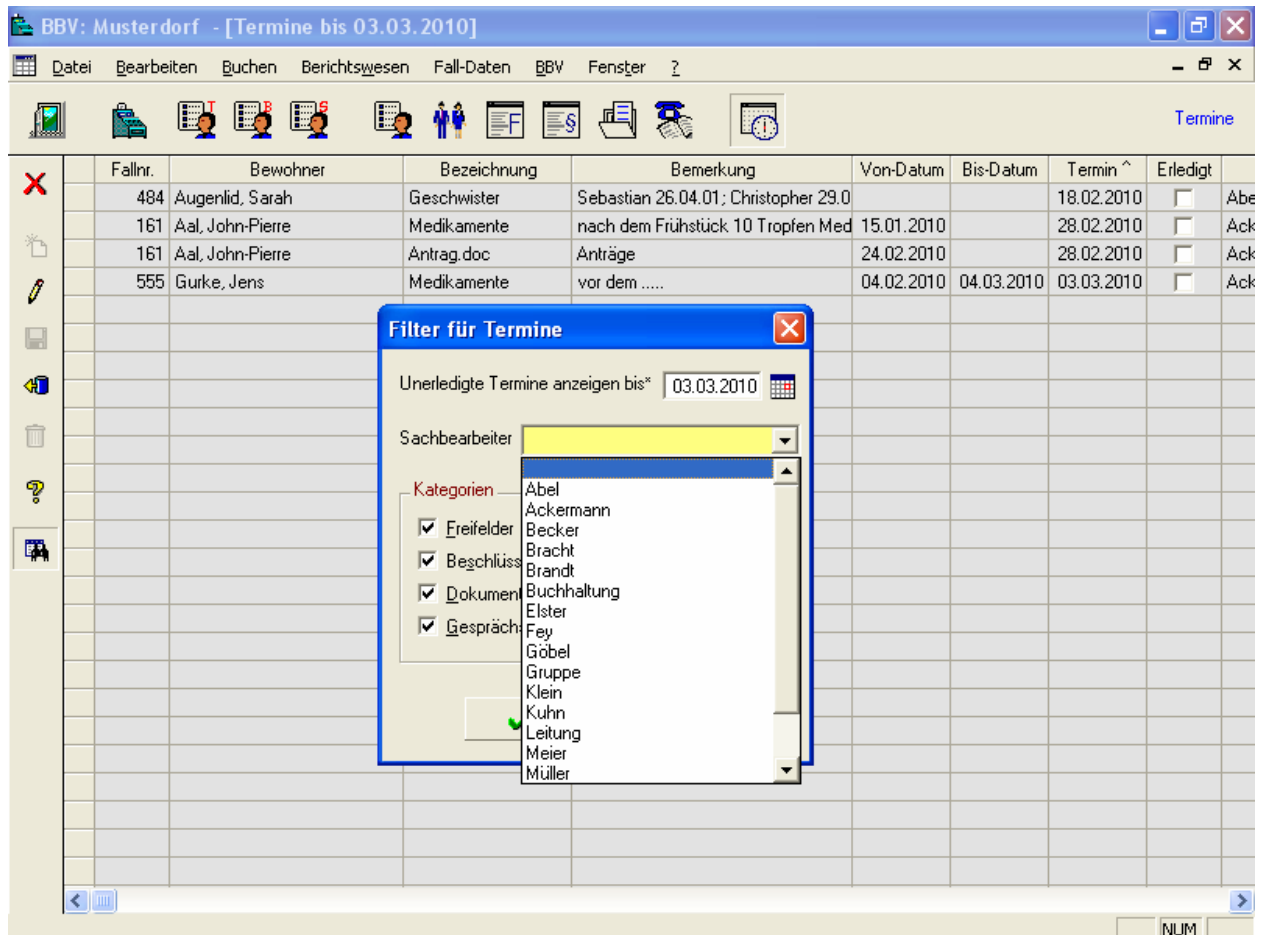 BBV: Musterdorf - [Termine bis 03.03.2010]
Datei Bearbeiten Buchen Berichtswesen Fall-Daten BBV Fenster ?
T B S F § Termine
Fallnr. Bewohner Bezeichnung Bemerkung Von-Datum Bis-Datum Termin ^ Erledigt
484 Augenlid, Sarah Geschwister Sebastian 26.04.01; Christopher 29.0 18.02.2010 Abe
161 Aal, John-Pierre Medikamente nach dem Frühstück 10 Tropfen Med 15.01.2010 28.02.2010 Ack
161 Aal, John-Pierre Antrag.doc Anträge 24.02.2010 28.02.2010 Ack
555 Gurke, Jens Medikamente vor dem ..... 04.02.2010 04.03.2010 03.03.2010 Ack
Filter für Termine
Unerledigte Termine anzeigen bis* 03.03.2010
Sachbearbeiter
Kategorien
Freifelder
Beschlüss
Dokument
Gesprächs
Abel
Ackermann
Becker
Bracht
Brandt
Buchhaltung
Elster
Fey
Göbel
Gruppe
Klein
Kuhn
Leitung
Meier
Müller
NUM